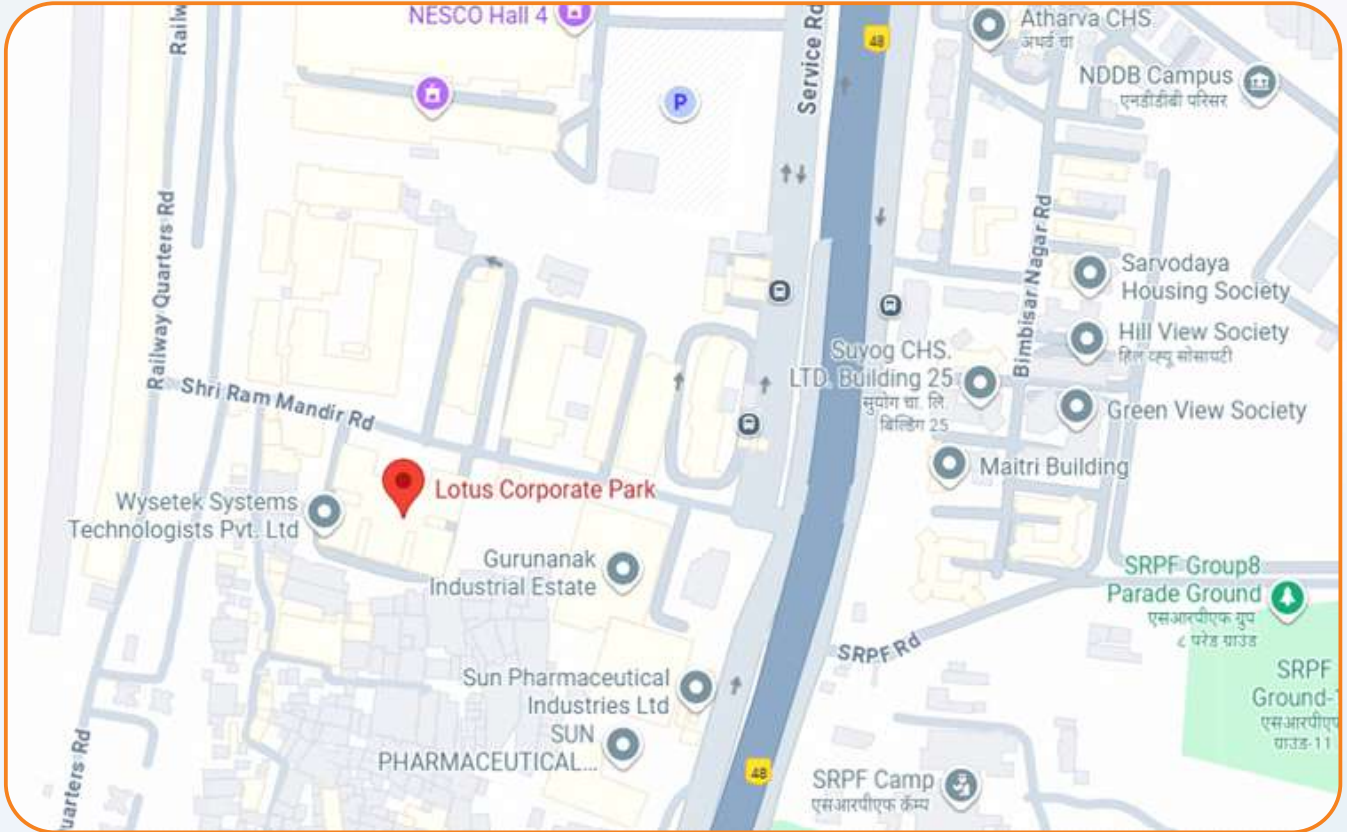 NESCO Hall 4
Railw
Service Rd
48
Atharva CHS.
अथर्व चा
NDDB Campus
एनडीडीबी परिसर
P
Railway Quarters Rd
Bimbisar Nagar Rd
Sarvodaya
Housing Society
Hill View Society
हिल व्ह्यू सोसायटी
Suyog CHS.
LTD. Building 25
सुयोग चा. लि.
बिल्डिंग 25
Green View Society
Shri Ram Mandir Rd
Maitri Building
Lotus Corporate Park
Wysetek Systems
Technologists Pvt. Ltd
Gurunanak
Industrial Estate
SRPF Group8
Parade Ground
एसआरपीएफ ग्रुप
८ परेड ग्राउंड
SRPF Rd
SRPF
Ground-1
एसआरपीएफ
ग्राउंड-11
Sun Pharmaceutical
Industries Ltd
SUN
PHARMACEUTICAL...
48
SRPF Camp
एसआरपीएफ कॅम्प
uarters Rd